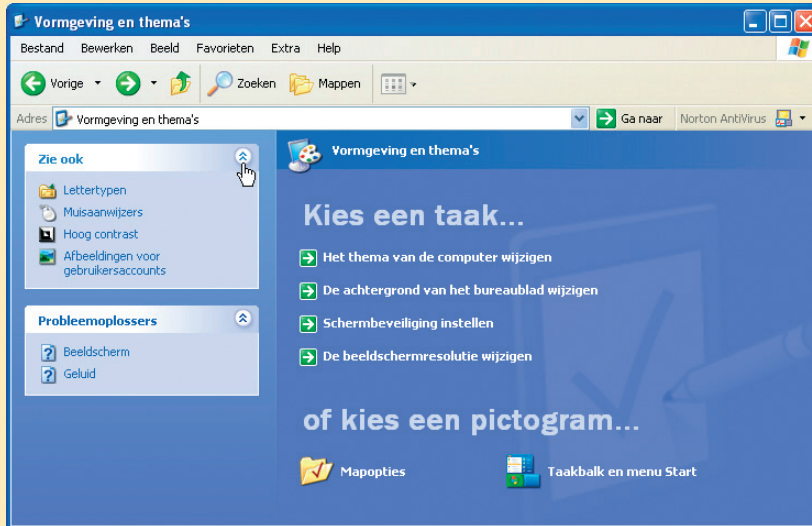 Vormgeving en thema's
Bestand Bewerken Beeld Favorieten Extra Help
Vorige Zoeken Mappen
Adres Vormgeving en thema's Ga naar Norton AntiVirus
Zie ook
Lettertypen
Muisaanwijzers
Hoog contrast
Afbeeldingen voor
gebruikersaccounts
Probleemoplossers
Beeldscherm
Geluid
Vormgeving en thema's
Kies een taak...
Het thema van de computer wijzigen
De achtergrond van het bureaublad wijzigen
Schermbeveiliging instellen
De beeldschermresolutie wijzigen
of kies een pictogram...
Mapopties Taakbalk en menu Start